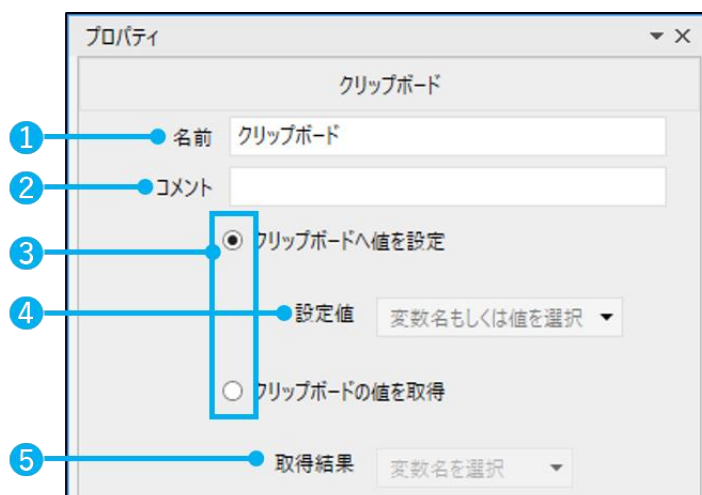 プロパティ
クリップボード
1 名前 クリップボード
2 コメント
3 クリップボードへ値を設定
4 設定値 変数名もしくは値を選択
クリップボードの値を取得
5 取得結果 変数名を選択